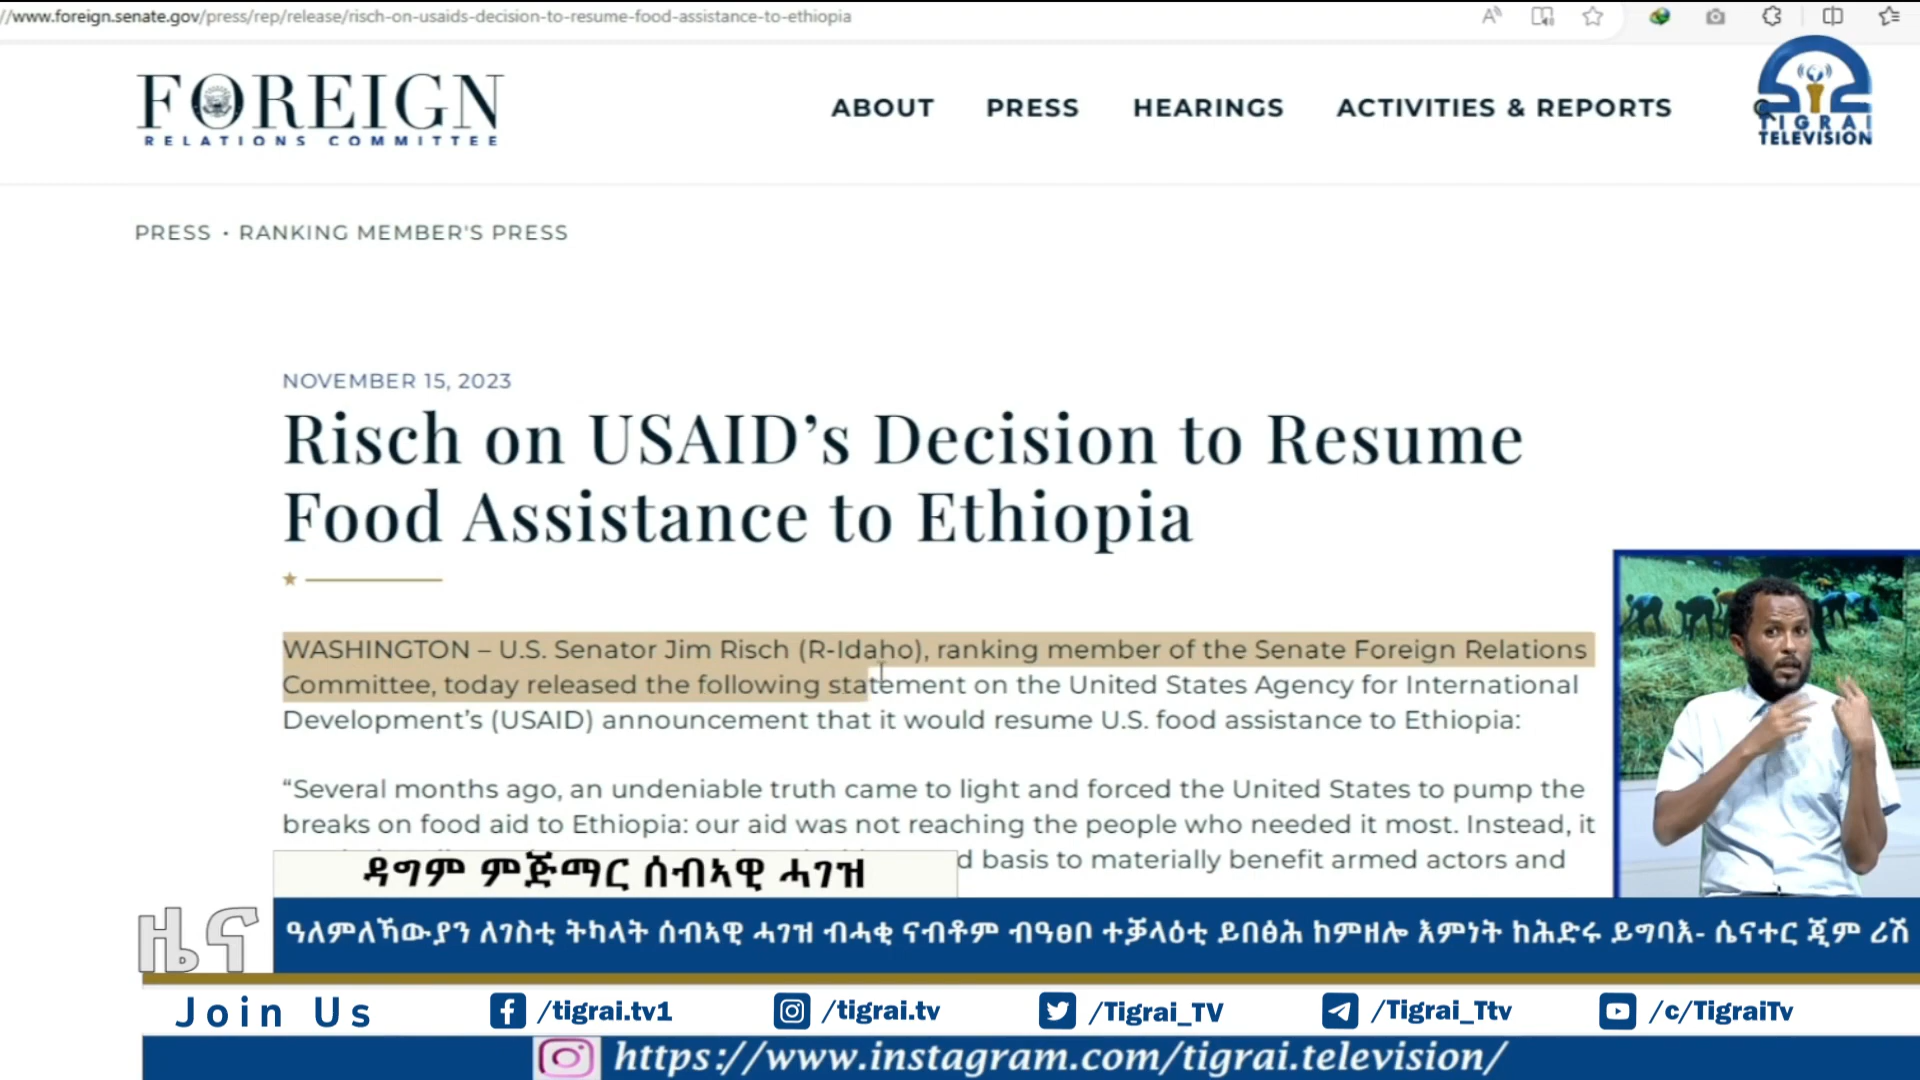 //www.foreign.senate.gov/press/rep/release/risch-on-usaids-decision-to-resume-food-assistance-to-ethiopia
FOREIGN
RELATIONS COMMITTEE
ABOUT PRESS HEARINGS ACTIVITIES & REPORTS
TIGRAI
TELEVISION
PRESS • RANKING MEMBER'S PRESS
NOVEMBER 15, 2023
Risch on USAID’s Decision to Resume
Food Assistance to Ethiopia
WASHINGTON – U.S. Senator Jim Risch (R-Idaho), ranking member of the Senate Foreign Relations
Committee, today released the following statement on the United States Agency for International
Development’s (USAID) announcement that it would resume U.S. food assistance to Ethiopia:
“Several months ago, an undeniable truth came to light and forced the United States to pump the
breaks on food aid to Ethiopia: our aid was not reaching the people who needed it most. Instead, it
basis to materially benefit armed actors and
ዳግም ምጅማር ሰብኣዊ ሓገዝ
ዜና
ዓለምለኻውያን ለገስቲ ትካላት ሰብኣዊ ሓገዝ ብሓቂ ናብቶም ብዓፀቦ ተቓላዕቲ ይበፅሕ ከምዘሎ እምነት ክሕድሩ ይግባእ- ሴናተር ጂም ሪሽ
Join Us /tigrai.tv1 /tigrai.tv /Tigrai_TV /Tigrai_Ttv /c/TigraiTv
https://www.instagram.com/tigrai.television/